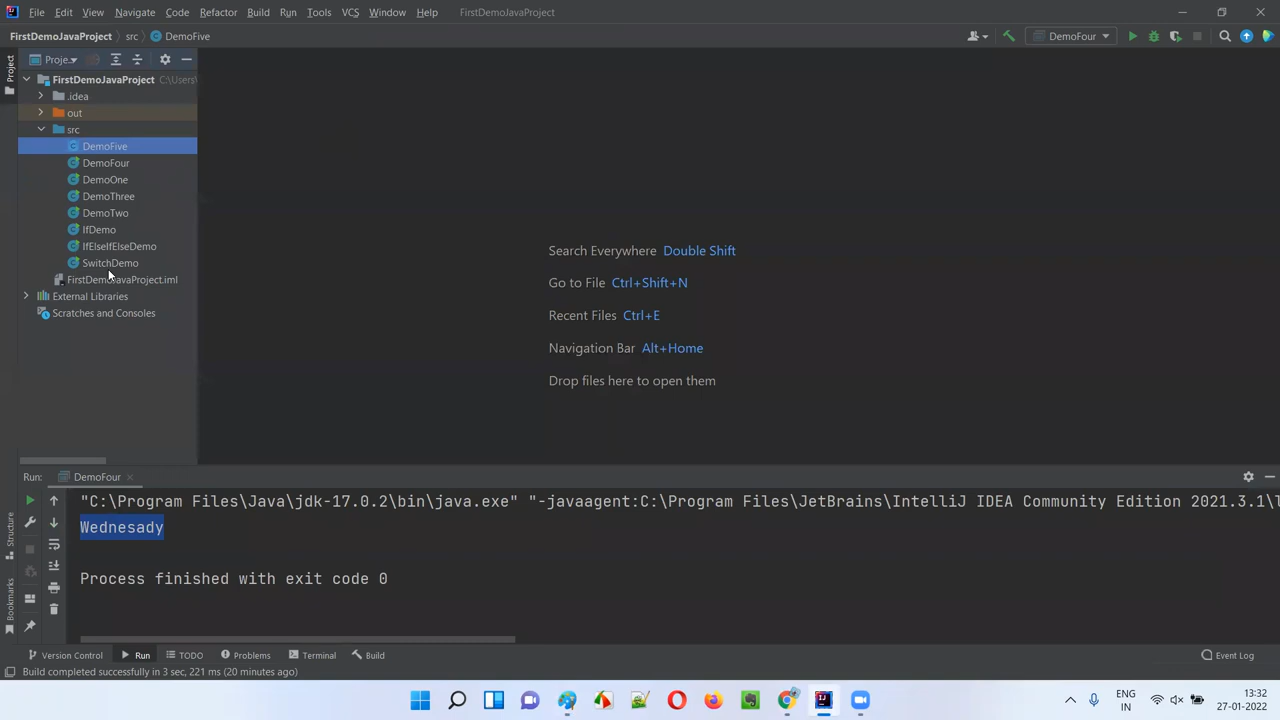 File Edit View Navigate Code Refactor Build Run Tools VCS Window Help FirstDemoJavaProject
FirstDemoJavaProject src DemoFive DemoFour
Project
Proje...
FirstDemoJavaProject C:\Users\
.idea
out
src
DemoFive
DemoFour
DemoOne
DemoThree
DemoTwo
IfDemo
IfElseIfElseDemo
SwitchDemo
FirstDemoJavaProject.iml
External Libraries
Scratches and Consoles
Search Everywhere Double Shift
Go to File Ctrl+Shift+N
Recent Files Ctrl+E
Navigation Bar Alt+Home
Drop files here to open them
Run: DemoFour
"C:\Program Files\Java\jdk-17.0.2\bin\java.exe" "-javaagent:C:\Program Files\JetBrains\IntelliJ IDEA Community Edition 2021.3.1\
Wednesady
Process finished with exit code 0
Structure
Bookmarks
Version Control Run TODO Problems Terminal Build Event Log
Build completed successfully in 3 sec, 221 ms (20 minutes ago)
ENG
IN
13:32
27-01-2022